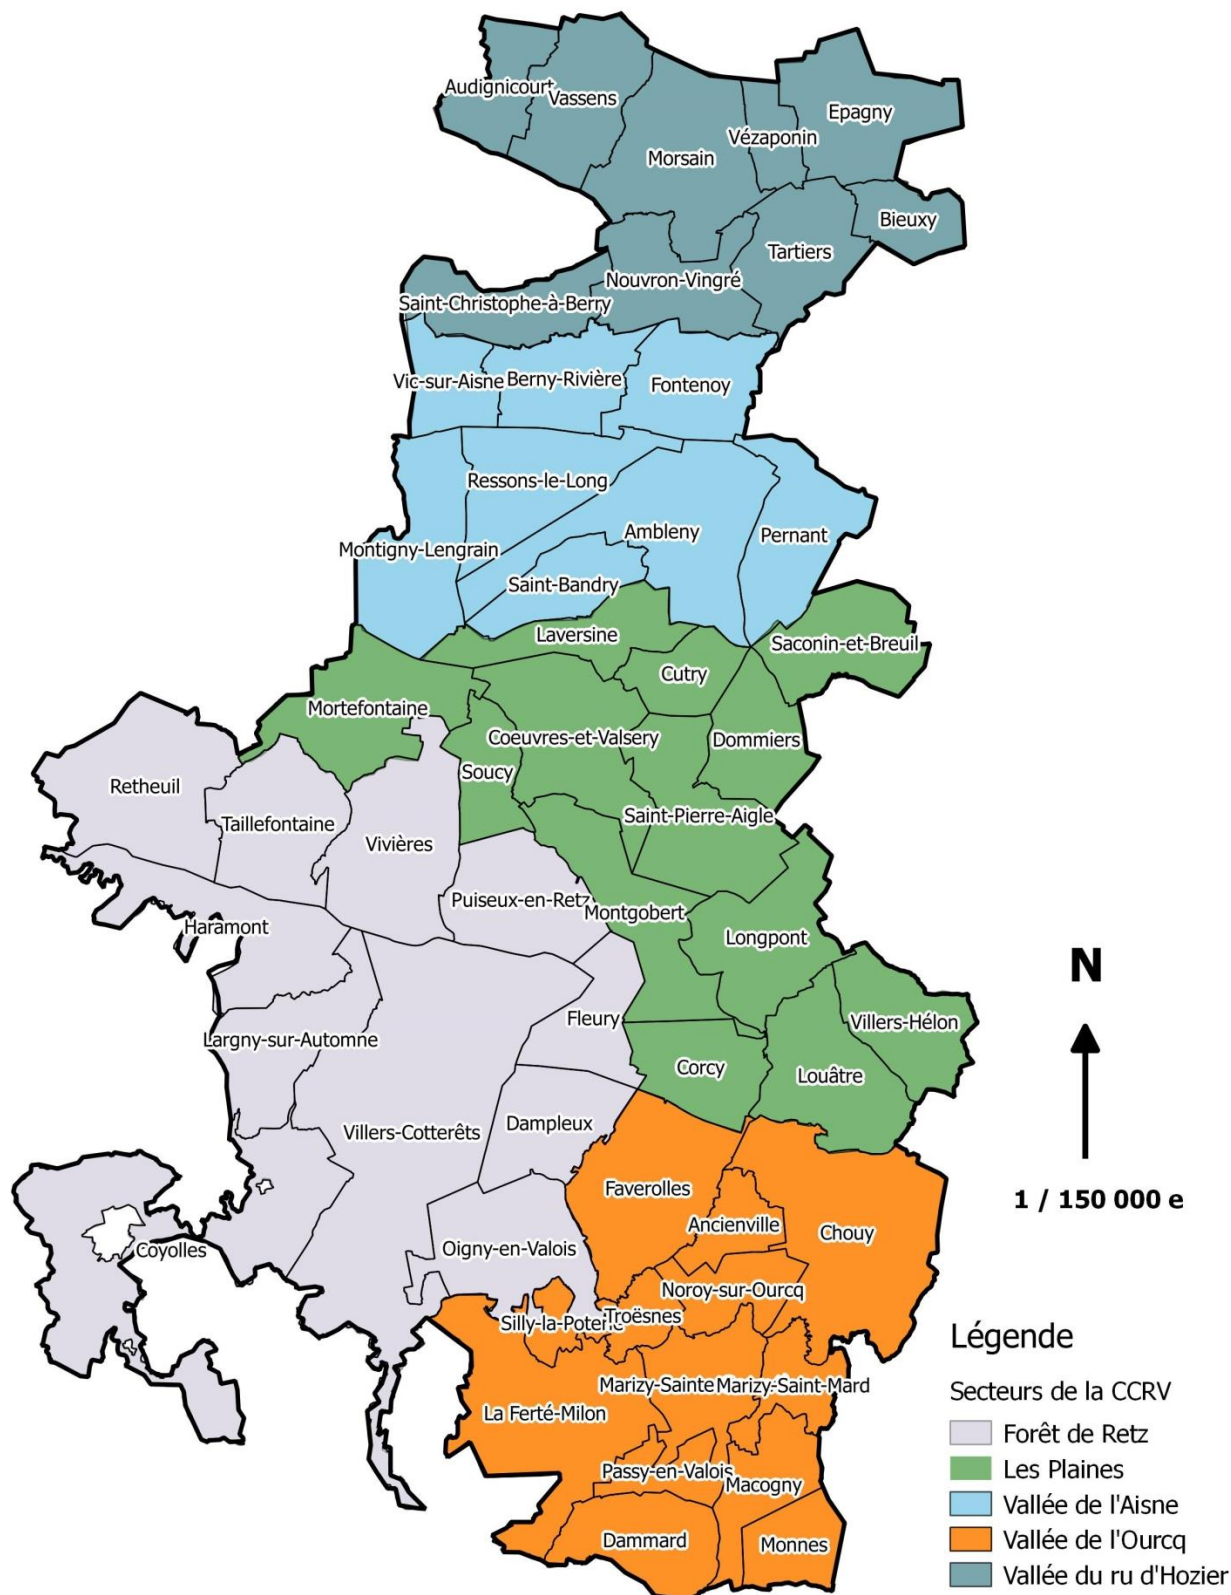 Audignicourt
Vassens
Epagny
Vézaponin
Morsain
Bieuxy
Tartiers
Nouvron-Vingré
Saint-Christophe-à-Berry
Vic-sur-Aisne
Berny-Rivière
Fontenoy
Ressons-le-Long
Ambleny
Pernant
Montigny-Lengrain
Saint-Bandry
Laversine
Saconin-et-Breuil
Cutry
Mortefontaine
Coeuvres-et-Valsery
Dommiers
Soucy
Retheuil
Taillefontaine
Saint-Pierre-Aigle
Vivières
Puiseux-en-Retz
Montgobert
Haramont
Longpont
N
Fleury
Villers-Hélon
Largny-sur-Automne
Corcy
Louâtre
Villers-Cotterêts
Dampleux
Faverolles
1 / 150 000 e
Ancienville
Chouy
Coyolles
Oigny-en-Valois
Noroy-sur-Ourcq
Silly-la-Poterie
Troësnes
Marizy-Sainte
Marizy-Saint-Mard
La Ferté-Milon
Passy-en-Valois
Macogny
Dammard
Monnes
Légende
Secteurs de la CCRV
Forêt de Retz
Les Plaines
Vallée de l'Aisne
Vallée de l'Ourcq
Vallée du ru d'Hozier